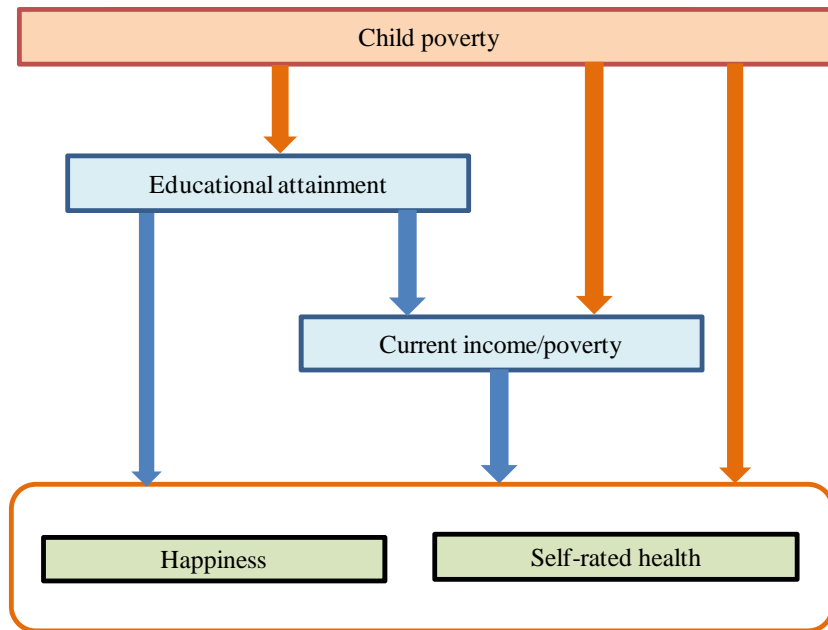 Child poverty
Educational attainment
Current income/poverty
Happiness
Self-rated health